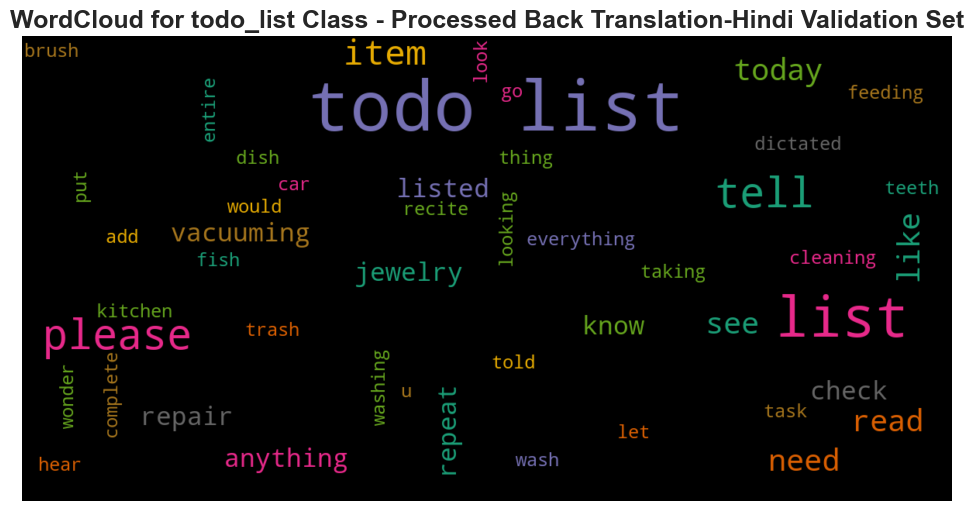 WordCloud for todo_list Class - Processed Back Translation-Hindi Validation Set
brush
item
look
today
todo list
go
feeding
entire
dictated
dish
thing
put
car
listed
tell
teeth
would
recite
looking
like
add
vacuuming
everything
fish
cleaning
jewelry
taking
kitchen
list
please
trash
know
see
told
wonder
complete
washing
u
check
repair
repeat
task
read
let
hear
anything
wash
need